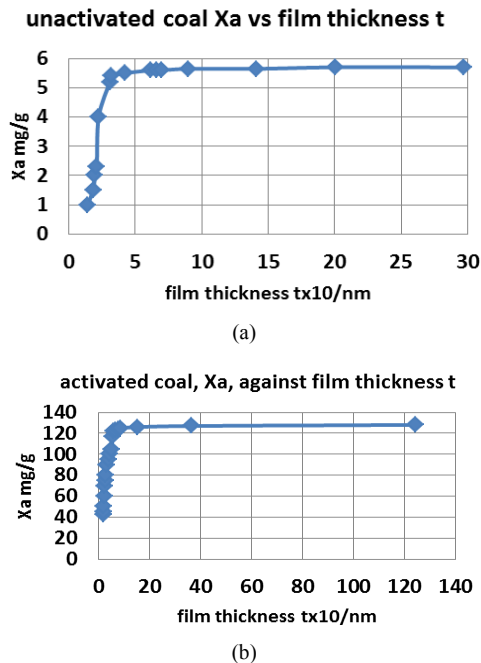 unactivated coal Xa vs film thickness t
6
5
4
3
2
1
0
Xa mg/g
0 5 10 15 20 25 30
film thickness tx10/nm
(a)
activated coal, Xa, against film thickness t
140
120
100
80
60
40
20
0
Xa mg/g
0 20 40 60 80 100 120 140
film thickness tx10/nm
(b)